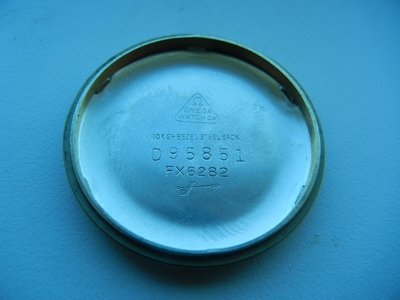 Ω
OMEGA
WATCH Co
10K GF BEZEL STEEL BACK
D95851
FX6282